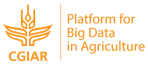 CGIAR
Platform for
Big Data
in Agriculture